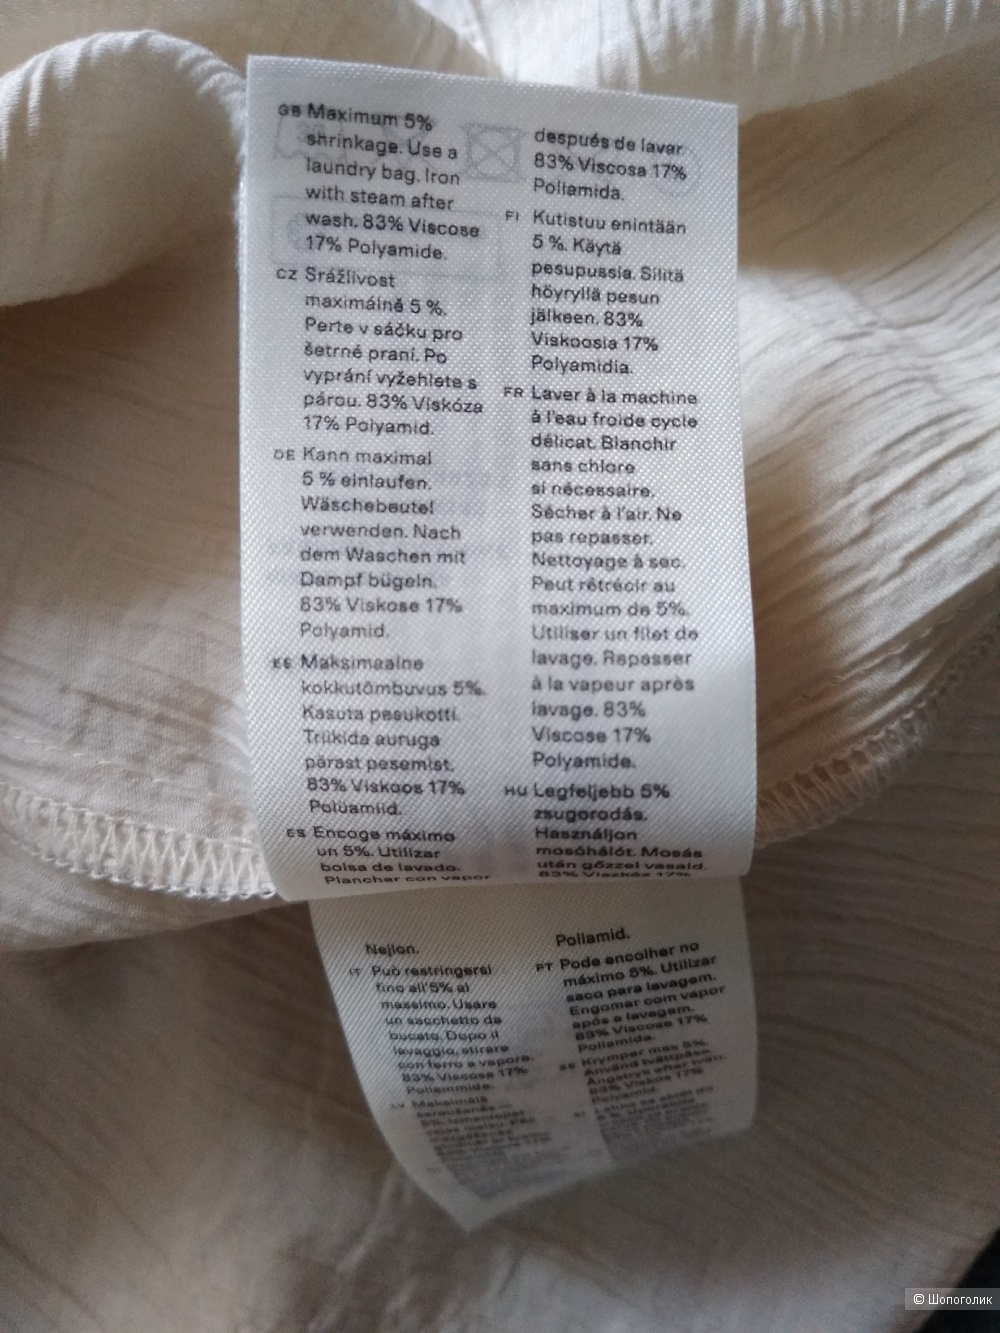 GB Maximum 5%
shrinkage. Use a
laundry bag. Iron
with steam after
wash. 83% Viscose
17% Polyamide.
CZ Srážlivost
maximálně 5 %.
Perte v sáčku pro
šetrné praní. Po
vyprání vyžehlete s
párou. 83% Viskóza
17% Polyamid.
DE Kann maximal
5 % einlaufen.
Wäschebeutel
verwenden. Nach
dem Waschen mit
Dampf bügeln.
83% Viskose 17%
Polyamid.
EE Maksimaalne
kokkutõmbuvus 5%.
Kasuta pesukotti.
Triikida auruga
pärast pesemist.
83% Viskoos 17%
Polüamiid.
ES Encoge máximo
un 5%. Utilizar
bolsa de lavado.
Planchar con vapor
después de lavar.
83% Viscosa 17%
Poliamida.
FI Kutistuu enintään
5 %. Käytä
pesupussia. Silitä
höyryllä pesun
jälkeen. 83%
Viskoosia 17%
Polyamidia.
FR Laver à la machine
à l'eau froide cycle
délicat. Blanchir
sans chlore
si nécessaire.
Sécher à l'air. Ne
pas repasser.
Nettoyage à sec.
Peut rétrécir au
maximum de 5%.
Utiliser un filet de
lavage. Repasser
à la vapeur après
lavage. 83%
Viscose 17%
Polyamide.
HU Legfeljebb 5%
zsugorodás.
Használjon
mosóhálót. Mosás
után gőzzel vasald.
83% Viszkóz 17%
Nejlon.
IT Può restringersi
fino all'5% al
massimo. Usare
un sacchetto da
bucato. Dopo il
lavaggio, stirare
con ferro a vapore.
83% Viscosa 17%
Poliammide.
LV Maksimālā
Poliamid.
PT Pode encolher no
máximo 5%. Utilizar
saco para lavagem.
Engomar com vapor
após a lavagem.
83% Viscose 17%
Poliamida.
SE Krymper max 5%.
Använd tvättpåse.
Ångstryk efter tvätt.
83% Viskos 17%
Polyamid.
© Шопоголик